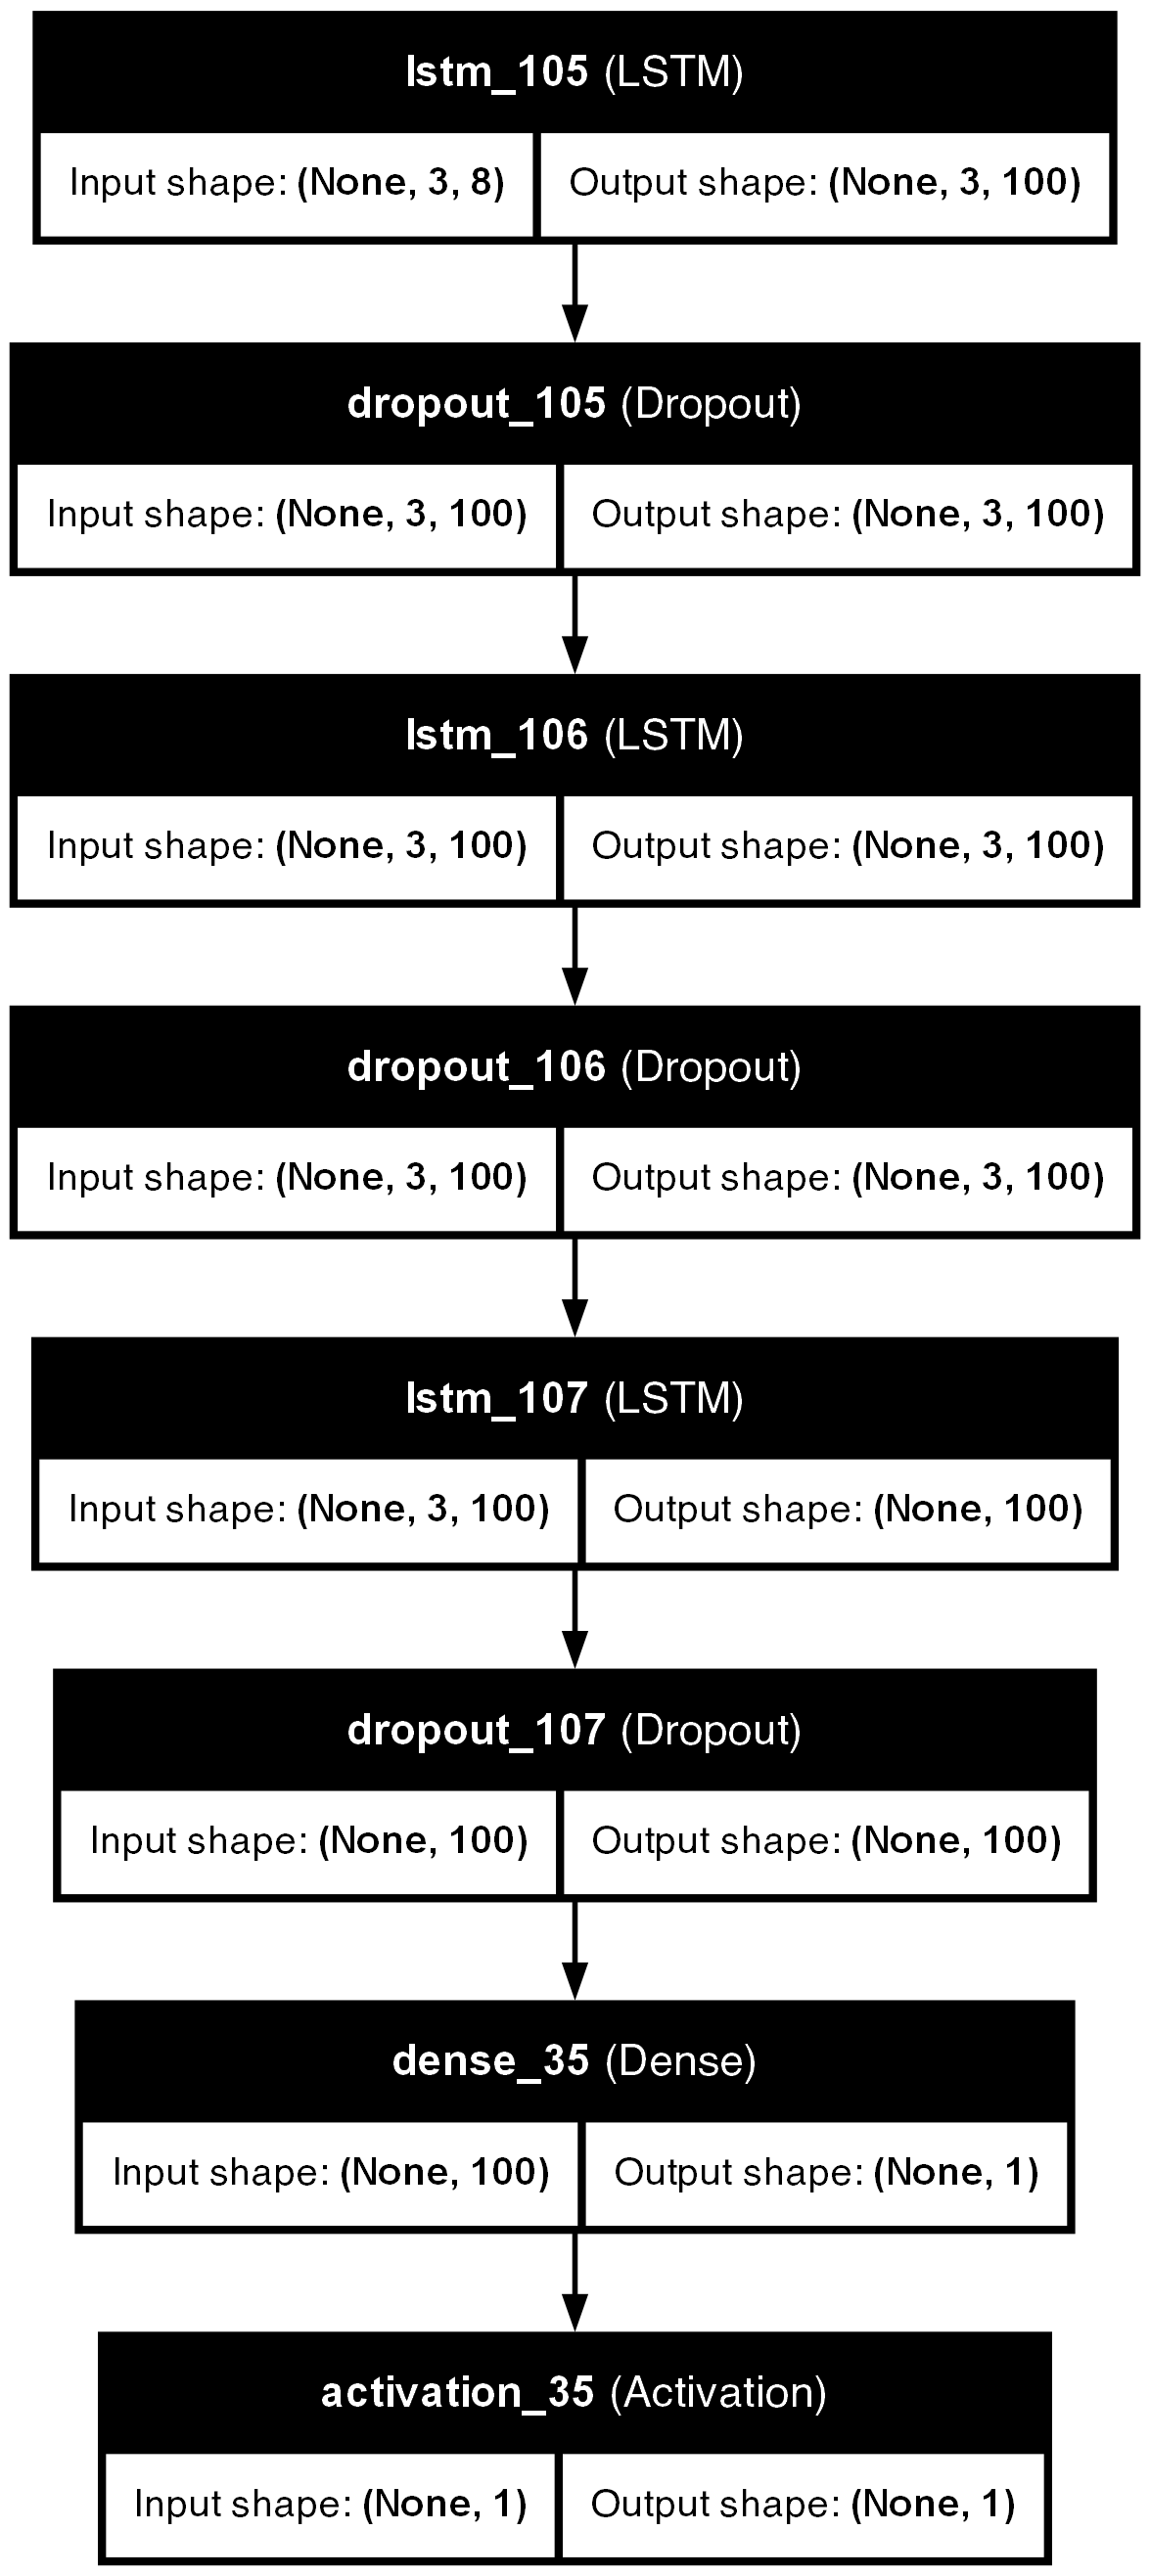 lstm_105 (LSTM)
Input shape: (None, 3, 8) Output shape: (None, 3, 100)
dropout_105 (Dropout)
Input shape: (None, 3, 100) Output shape: (None, 3, 100)
lstm_106 (LSTM)
Input shape: (None, 3, 100) Output shape: (None, 3, 100)
dropout_106 (Dropout)
Input shape: (None, 3, 100) Output shape: (None, 3, 100)
lstm_107 (LSTM)
Input shape: (None, 3, 100) Output shape: (None, 100)
dropout_107 (Dropout)
Input shape: (None, 100) Output shape: (None, 100)
dense_35 (Dense)
Input shape: (None, 100) Output shape: (None, 1)
activation_35 (Activation)
Input shape: (None, 1) Output shape: (None, 1)